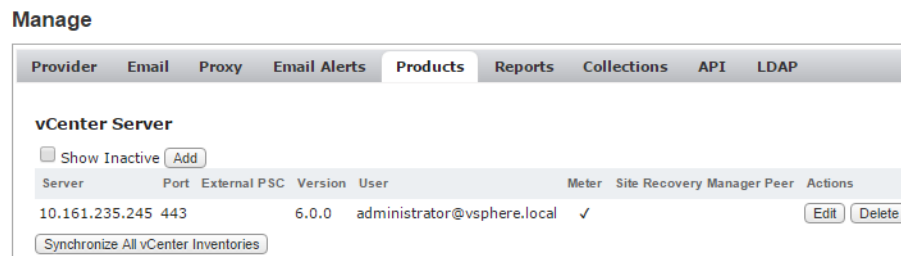 Manage
Provider Email Proxy Email Alerts Products Reports Collections API LDAP
vCenter Server
Show Inactive Add
Server Port External PSC Version User Meter Site Recovery Manager Peer Actions
10.161.235.245 443 6.0.0 administrator@vsphere.local ✓ Edit Delete
Synchronize All vCenter Inventories